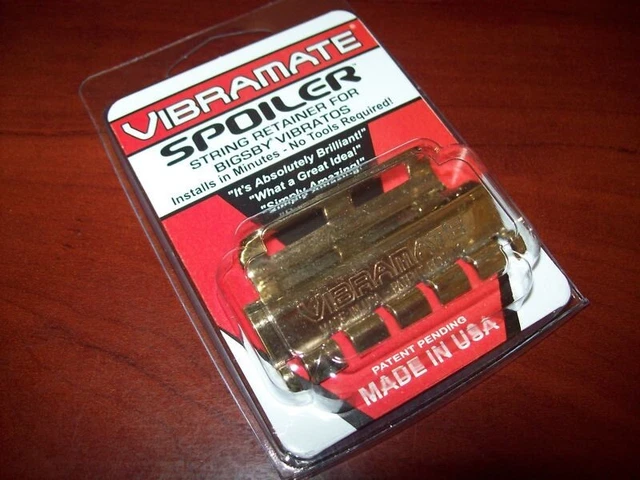 VIBRAMATE®
SPOILER™
STRING RETAINER FOR
BIGSBY VIBRATOS
Installs in Minutes - No Tools Required!
"It's Absolutely Brilliant!"
"What a Great Idea!"
"Simply Amazing!"
VIBRAMATE
PATENT PENDING
MADE IN USA